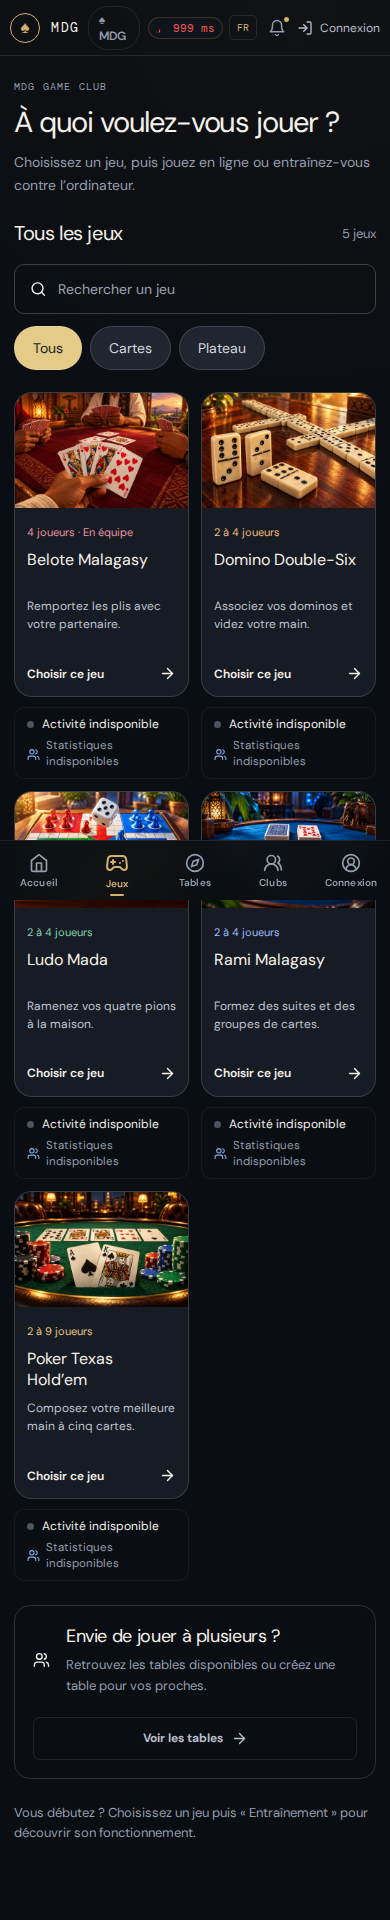 MDG
♠
MDG
999 ms
FR
Connexion
MDG GAME CLUB
À quoi voulez-vous jouer ?
Choisissez un jeu, puis jouez en ligne ou entraînez-vous
contre l’ordinateur.
Tous les jeux
5 jeux
Rechercher un jeu
Tous
Cartes
Plateau
4 joueurs · En équipe
Belote Malagasy
Remportez les plis avec
votre partenaire.
Choisir ce jeu
Activité indisponible
Statistiques
indisponibles
2 à 4 joueurs
Domino Double-Six
Associez vos dominos et
videz votre main.
Choisir ce jeu
Activité indisponible
Statistiques
indisponibles
Accueil
Jeux
Tables
Clubs
Connexion
2 à 4 joueurs
Ludo Mada
Ramenez vos quatre pions
à la maison.
Choisir ce jeu
Activité indisponible
Statistiques
indisponibles
2 à 4 joueurs
Rami Malagasy
Formez des suites et des
groupes de cartes.
Choisir ce jeu
Activité indisponible
Statistiques
indisponibles
2 à 9 joueurs
Poker Texas
Hold’em
Composez votre meilleure
main à cinq cartes.
Choisir ce jeu
Activité indisponible
Statistiques
indisponibles
Envie de jouer à plusieurs ?
Retrouvez les tables disponibles ou créez une
table pour vos proches.
Voir les tables
Vous débutez ? Choisissez un jeu puis « Entraînement » pour
découvrir son fonctionnement.